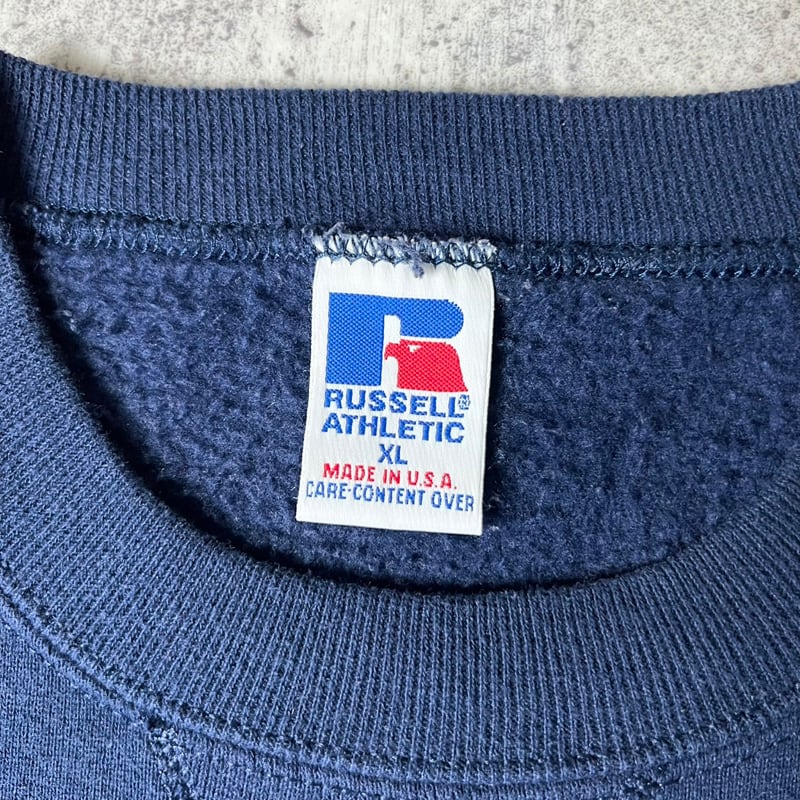 R
RUSSELL
ATHLETIC
XL
MADE IN U.S.A.
CARE-CONTENT OVER